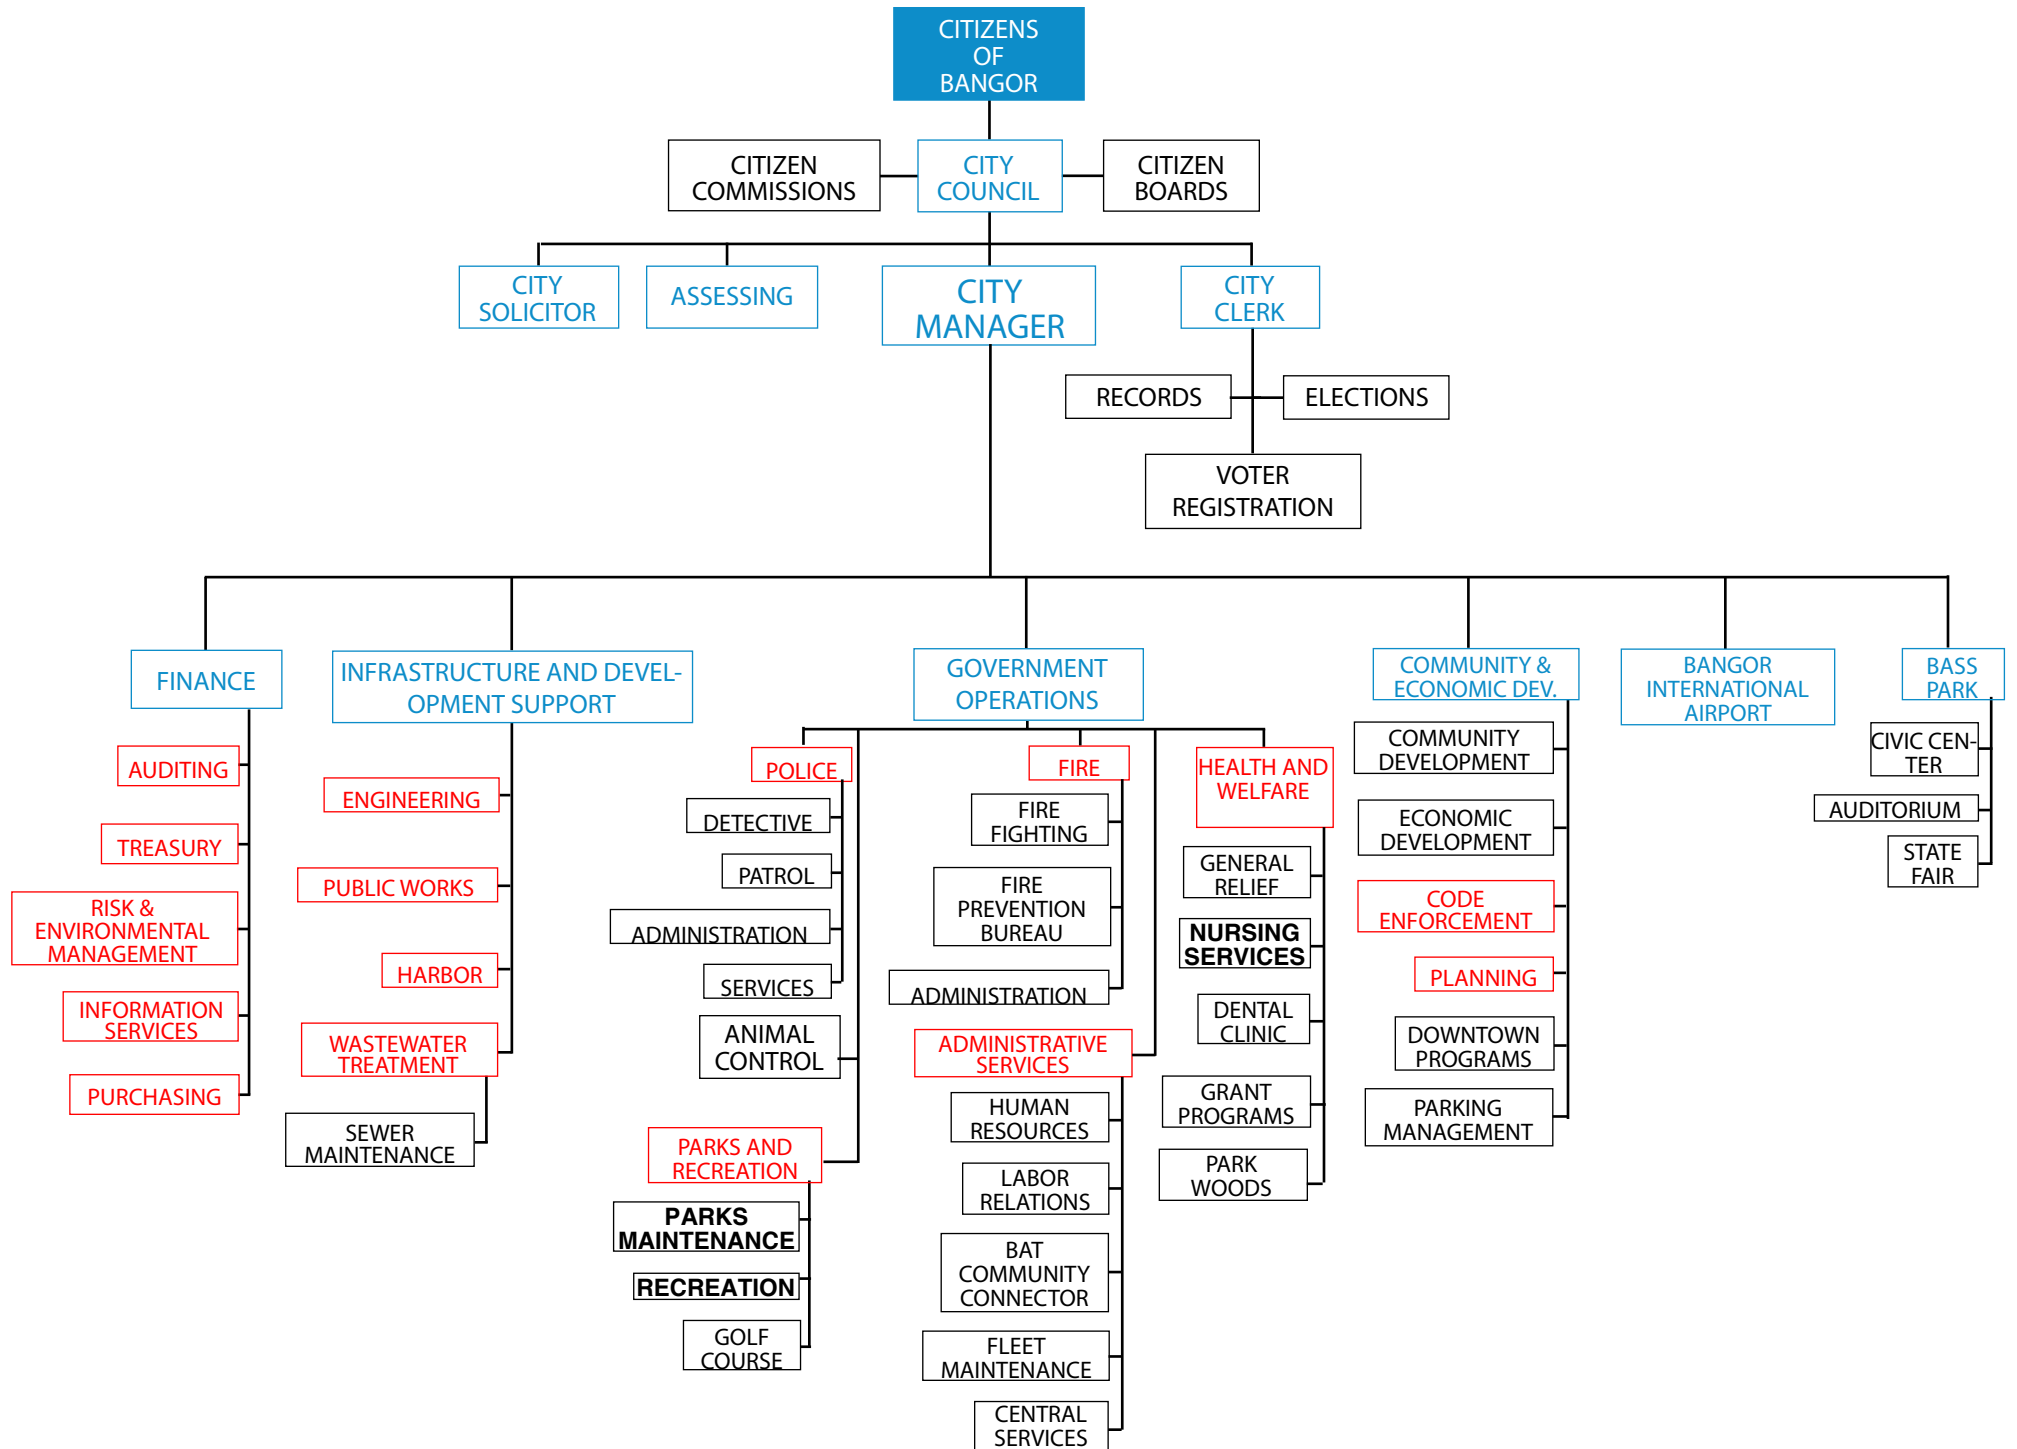 CITIZENS
OF
BANGOR
CITIZEN
COMMISSIONS
CITY
COUNCIL
CITIZEN
BOARDS
CITY
SOLICITOR
ASSESSING
CITY
MANAGER
CITY
CLERK
RECORDS
ELECTIONS
VOTER
REGISTRATION
FINANCE
AUDITING
TREASURY
RISK &
ENVIRONMENTAL
MANAGEMENT
INFORMATION
SERVICES
PURCHASING
INFRASTRUCTURE AND DEVEL-
OPMENT SUPPORT
ENGINEERING
PUBLIC WORKS
HARBOR
WASTEWATER
TREATMENT
SEWER
MAINTENANCE
GOVERNMENT
OPERATIONS
POLICE
DETECTIVE
PATROL
ADMINISTRATION
SERVICES
ANIMAL
CONTROL
PARKS AND
RECREATION
PARKS
MAINTENANCE
RECREATION
GOLF
COURSE
FIRE
FIRE
FIGHTING
FIRE
PREVENTION
BUREAU
ADMINISTRATION
ADMINISTRATIVE
SERVICES
HUMAN
RESOURCES
LABOR
RELATIONS
BAT
COMMUNITY
CONNECTOR
FLEET
MAINTENANCE
CENTRAL
SERVICES
HEALTH AND
WELFARE
GENERAL
RELIEF
NURSING
SERVICES
DENTAL
CLINIC
GRANT
PROGRAMS
PARK
WOODS
COMMUNITY &
ECONOMIC DEV.
COMMUNITY
DEVELOPMENT
ECONOMIC
DEVELOPMENT
CODE
ENFORCEMENT
PLANNING
DOWNTOWN
PROGRAMS
PARKING
MANAGEMENT
BANGOR
INTERNATIONAL
AIRPORT
BASS
PARK
CIVIC CEN-
TER
AUDITORIUM
STATE
FAIR